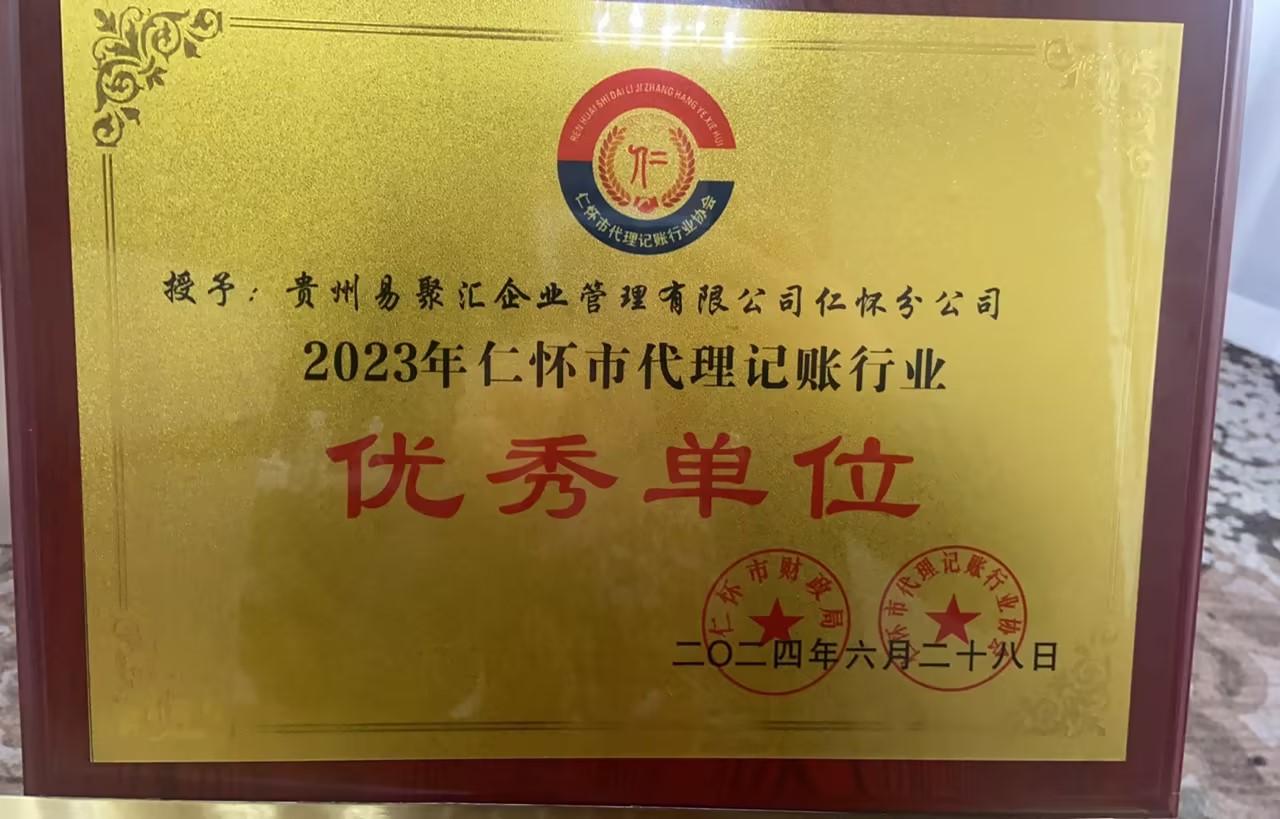 REN HUAI SHI DAI LI JI ZHANG HANG YE XIE HUI
仁
仁怀市代理记账行业协会
授予：贵州易聚汇企业管理有限公司仁怀分公司
2023年仁怀市代理记账行业
优秀单位
仁怀市财政局
仁怀市代理记账行业协会
二〇二四年六月二十八日